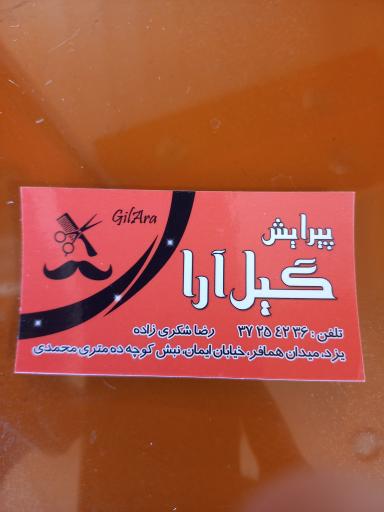 GilAra
پیرایش
گیل آرا
تلفن : ۳۶ ۴۲ ۲۵ ۳۷ رضا شکری زاده
یزد، میدان همافر، خیابان ایمان، نبش کوچه ده متری محمدی